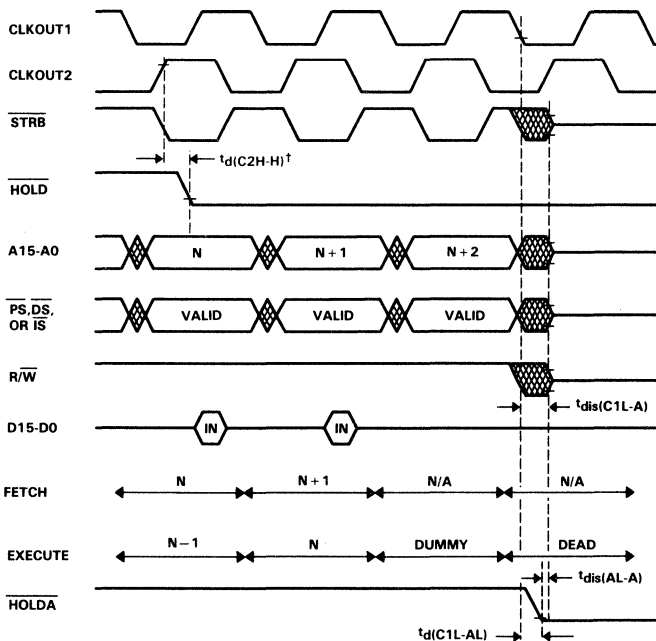 CLKOUT1
CLKOUT2
STRB
td(C2H-H)†
HOLD
A15-A0 N N + 1 N + 2
PS,DS, OR IS VALID VALID VALID
R/W
tdis(C1L-A)
D15-D0 IN IN
FETCH N N + 1 N/A N/A
EXECUTE N − 1 N DUMMY DEAD
tdis(AL-A)
HOLDA
td(C1L-AL)